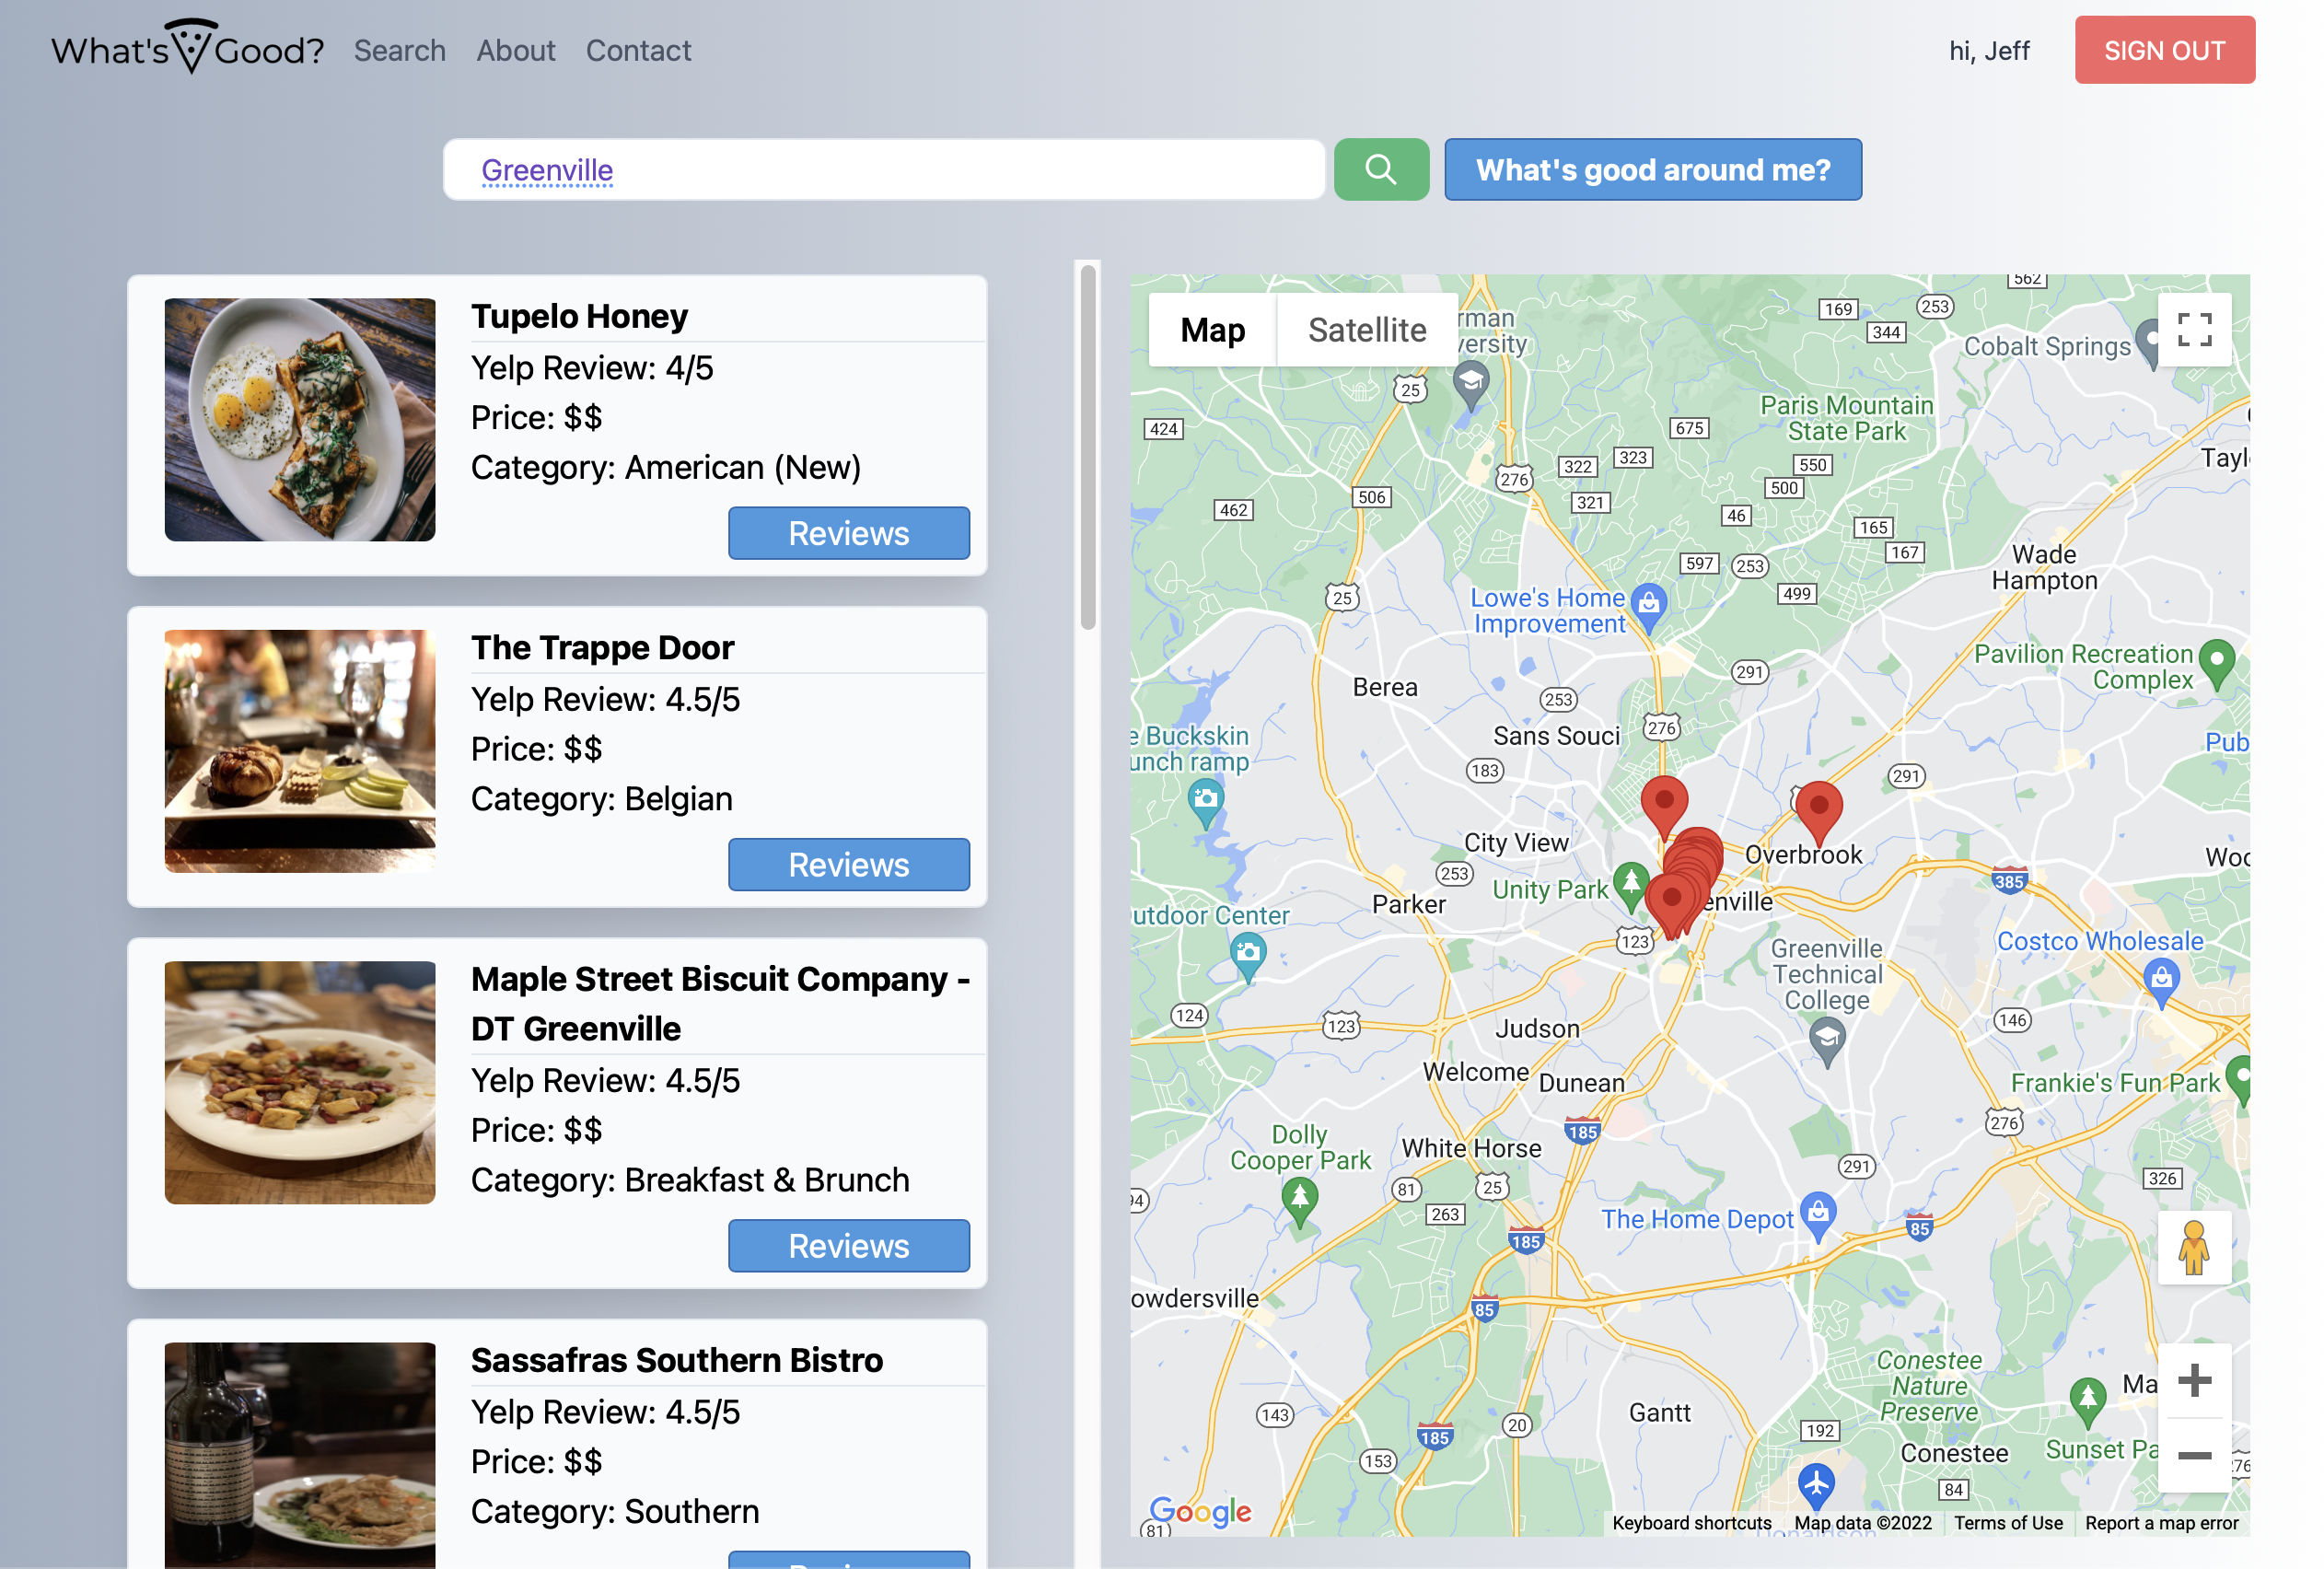 What's Good? Search About Contact hi, Jeff SIGN OUT
Greenville What's good around me?
Tupelo Honey
Yelp Review: 4/5
Price: $$
Category: American (New)
Reviews
The Trappe Door
Yelp Review: 4.5/5
Price: $$
Category: Belgian
Reviews
Maple Street Biscuit Company -
DT Greenville
Yelp Review: 4.5/5
Price: $$
Category: Breakfast & Brunch
Reviews
Sassafras Southern Bistro
Yelp Review: 4.5/5
Price: $$
Category: Southern
Map Satellite
rman
versity
562
169
253
344
Cobalt Springs
25
424
675
Paris Mountain
State Park
Tayl
322
323
550
276
500
506
321
462
46
165
167
597
253
Wade
Hampton
499
25
Lowe's Home
Improvement
291
Pavilion Recreation
Complex
Berea
253
Sans Souci
276
e Buckskin
unch ramp
Pub
183
291
City View
Overbrook
Woo
253
385
Unity Park
Parker
enville
utdoor Center
123
Greenville
Technical
College
Costco Wholesale
124
123
Judson
146
Welcome
Dunean
Frankie's Fun Park
185
276
Dolly
Cooper Park
White Horse
291
326
94
81
25
263
The Home Depot
85
185
owdersville
85
Conestee
Nature
Preserve
Ma
143
20
Gantt
192
185
Conestee
Sunset Pa
153
276
84
Google
81
Donaldson
Keyboard shortcuts Map data ©2022 Terms of Use Report a map error